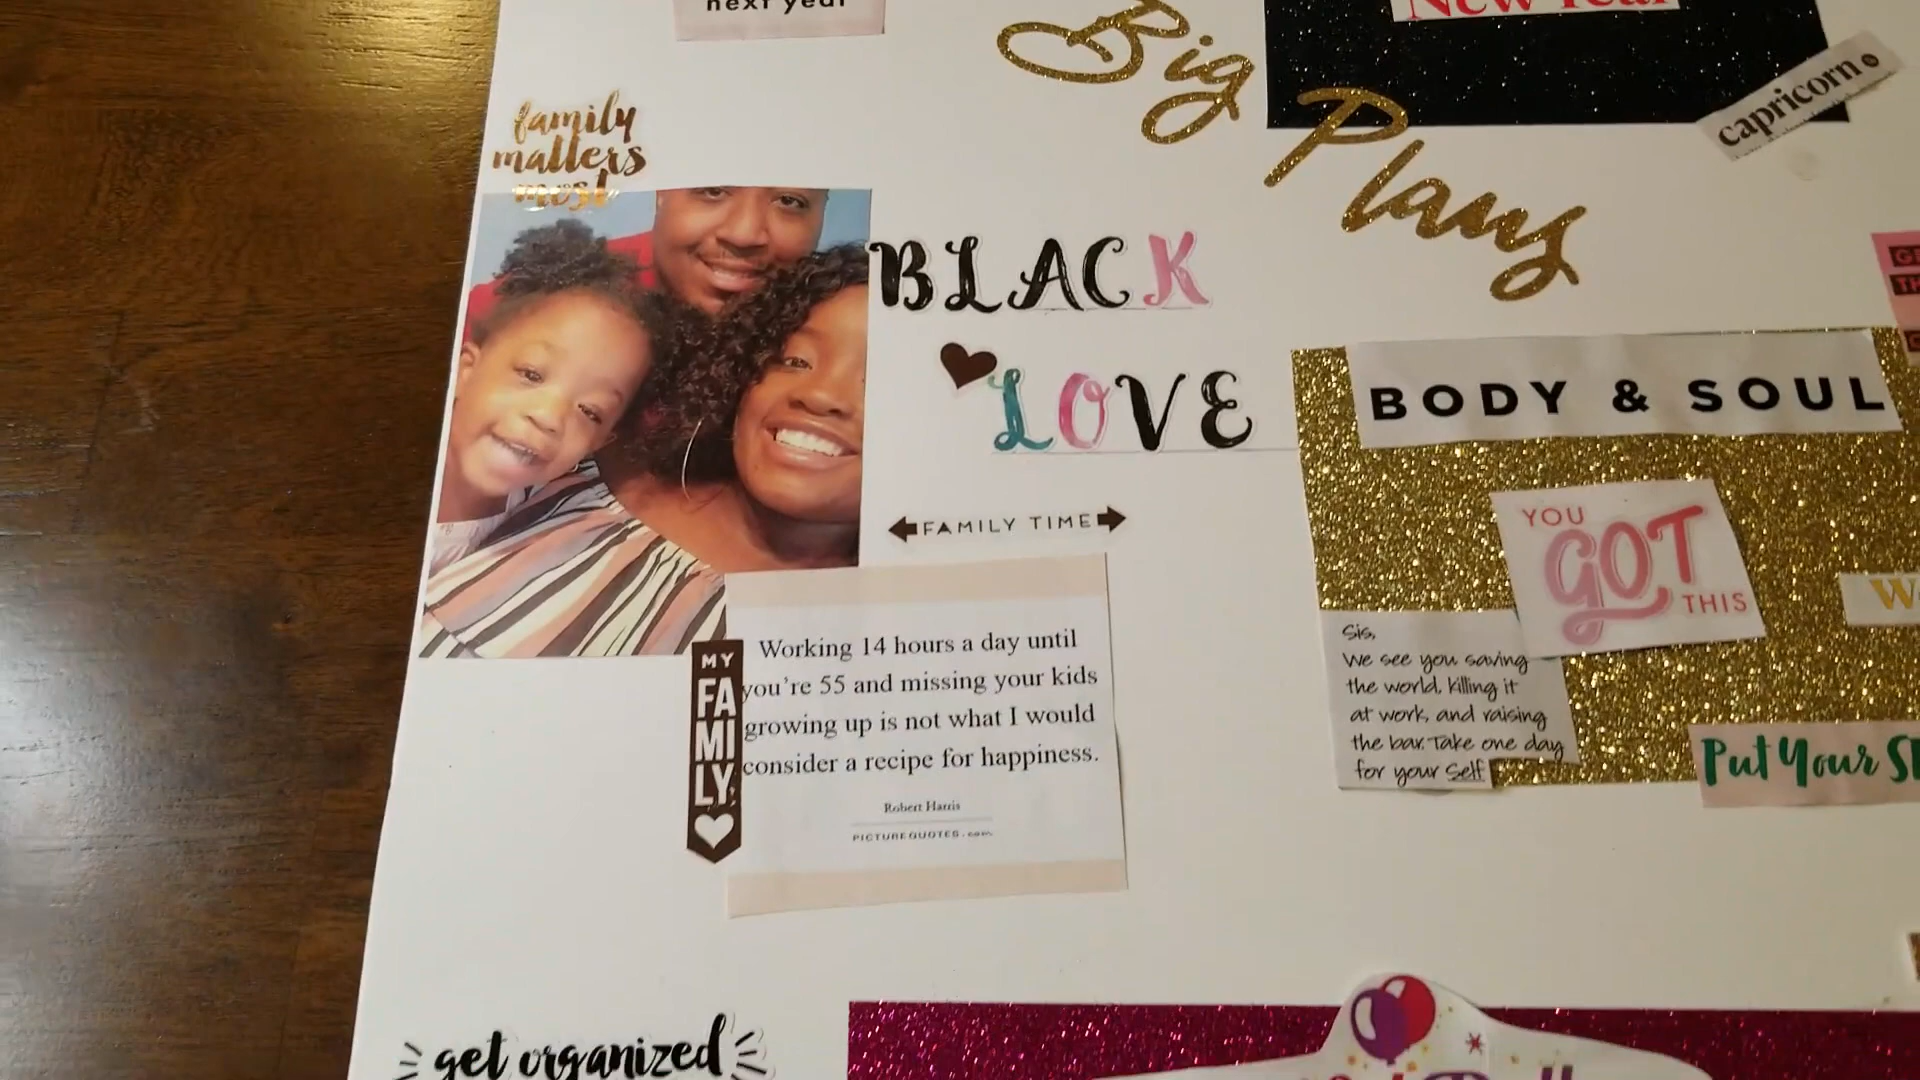 next year
Big Plans
New Year
capricorn
family
matters
most
BLACK
LOVE
FAMILY TIME
BODY & SOUL
YOU
GOT
THIS
Sis,
We see you saving
the world, killing it
at work, and raising
the bar. Take one day
for your self
Put Your
MY
FAMILY
Working 14 hours a day until
you're 55 and missing your kids
growing up is not what I would
consider a recipe for happiness.
Robert Harris
PICTUREQUOTES.com
get organized